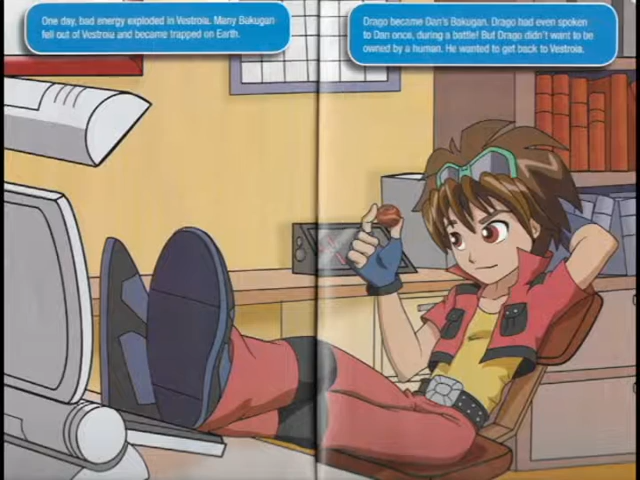 One day, bad energy exploded in Vestroia. Many Bakugan
fell out of Vestroia and became trapped on Earth.
Drago became Dan's Bakugan. Drago had even spoken
to Dan once, during a battle! But Drago didn't want to be
owned by a human. He wanted to get back to Vestroia.